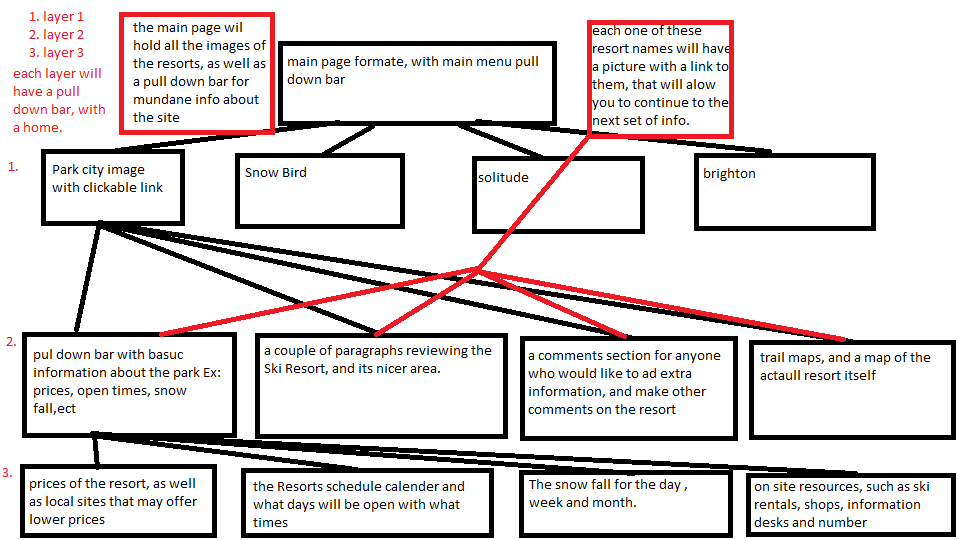 1. layer 1
2. layer 2
3. layer 3
each layer will
have a pull
down bar, with
a home.
the main page wil
hold all the images of
the resorts, as well as
a pull down bar for
mundane info about
the site
main page formate, with main menu pull
down bar
each one of these
resort names will have
a picture with a link to
them, that will alow
you to continue to the
next set of info.
1.
Park city image
with clickable link
Snow Bird
solitude
brighton
2.
pul down bar with basuc
information about the park Ex:
prices, open times, snow
fall,ect
a couple of paragraphs reviewing the
Ski Resort, and its nicer area.
a comments section for anyone
who would like to ad extra
information, and make other
comments on the resort
trail maps, and a map of the
actaull resort itself
3.
prices of the resort, as well
as local sites that may offer
lower prices
the Resorts schedule calender and
what days will be open with what
times
The snow fall for the day ,
week and month.
on site resources, such as ski
rentals, shops, information
desks and number